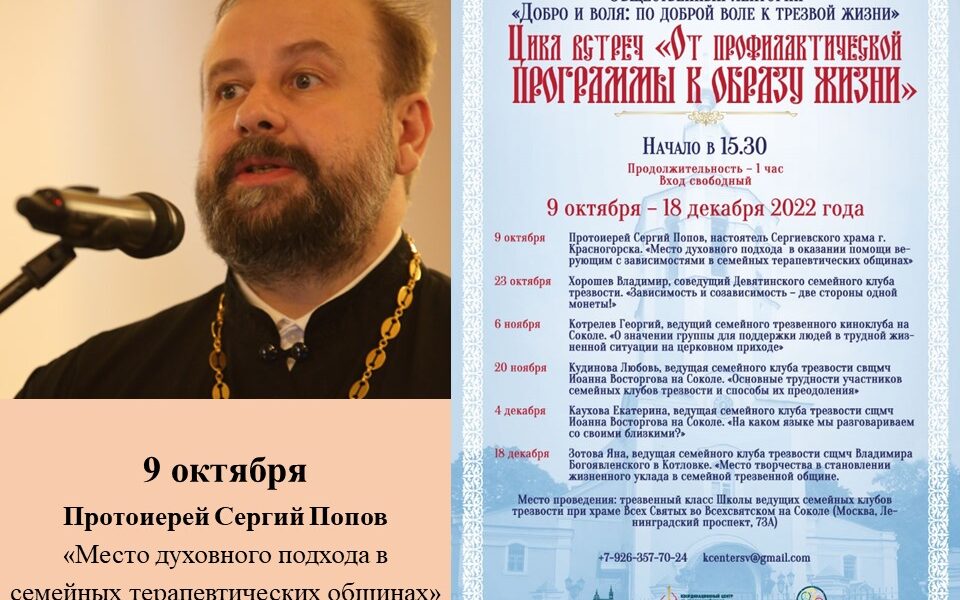 9 октября
Протоиерей Сергий Попов
«Место духовного подхода в
семейных терапевтических общинах»
«Добро и воля: по доброй воле к трезвой жизни»
Цикл встреч «От профилактической
программы к образу жизни»
Начало в 15.30
Продолжительность – 1 час
Вход свободный
9 октября – 18 декабря 2022 года
9 октября Протоиерей Сергий Попов, настоятель Сергиевского храма г.
Красногорска. «Место духовного подхода в оказании помощи ве-
рующим с зависимостями в семейных терапевтических общинах»
23 октября Хорошев Владимир, соведущий Девятинского семейного клуба
трезвости. «Зависимость и созависимость – две стороны одной
монеты!»
6 ноября Котрелев Георгий, ведущий семейного трезвенного киноклуба на
Соколе. «О значении группы для поддержки людей в трудной жиз-
ненной ситуации на церковном приходе»
20 ноября Кудинова Любовь, ведущая семейного клуба трезвости свщмч
Иоанна Восторгова на Соколе. «Основные трудности участников
семейных клубов трезвости и способы их преодоления»
4 декабря Каухова Екатерина, ведущая семейного клуба трезвости сщмч
Иоанна Восторгова на Соколе. «На каком языке мы разговариваем
со своими близкими?»
18 декабря Зотова Яна, ведущая семейного клуба трезвости сщмч Владимира
Богоявленского в Котловке. «Место творчества в становлении
жизненного уклада в семейной трезвенной общине.
Место проведения: трезвенный класс Школы ведущих семейных клубов
трезвости при храме Всех Святых во Всехсвятском на Соколе (Москва, Ле-
нинградский проспект, 73А)
+7-926-357-70-24 kcentersv@gmail.com
КООРДИНАЦИОННЫЙ ЦЕНТР